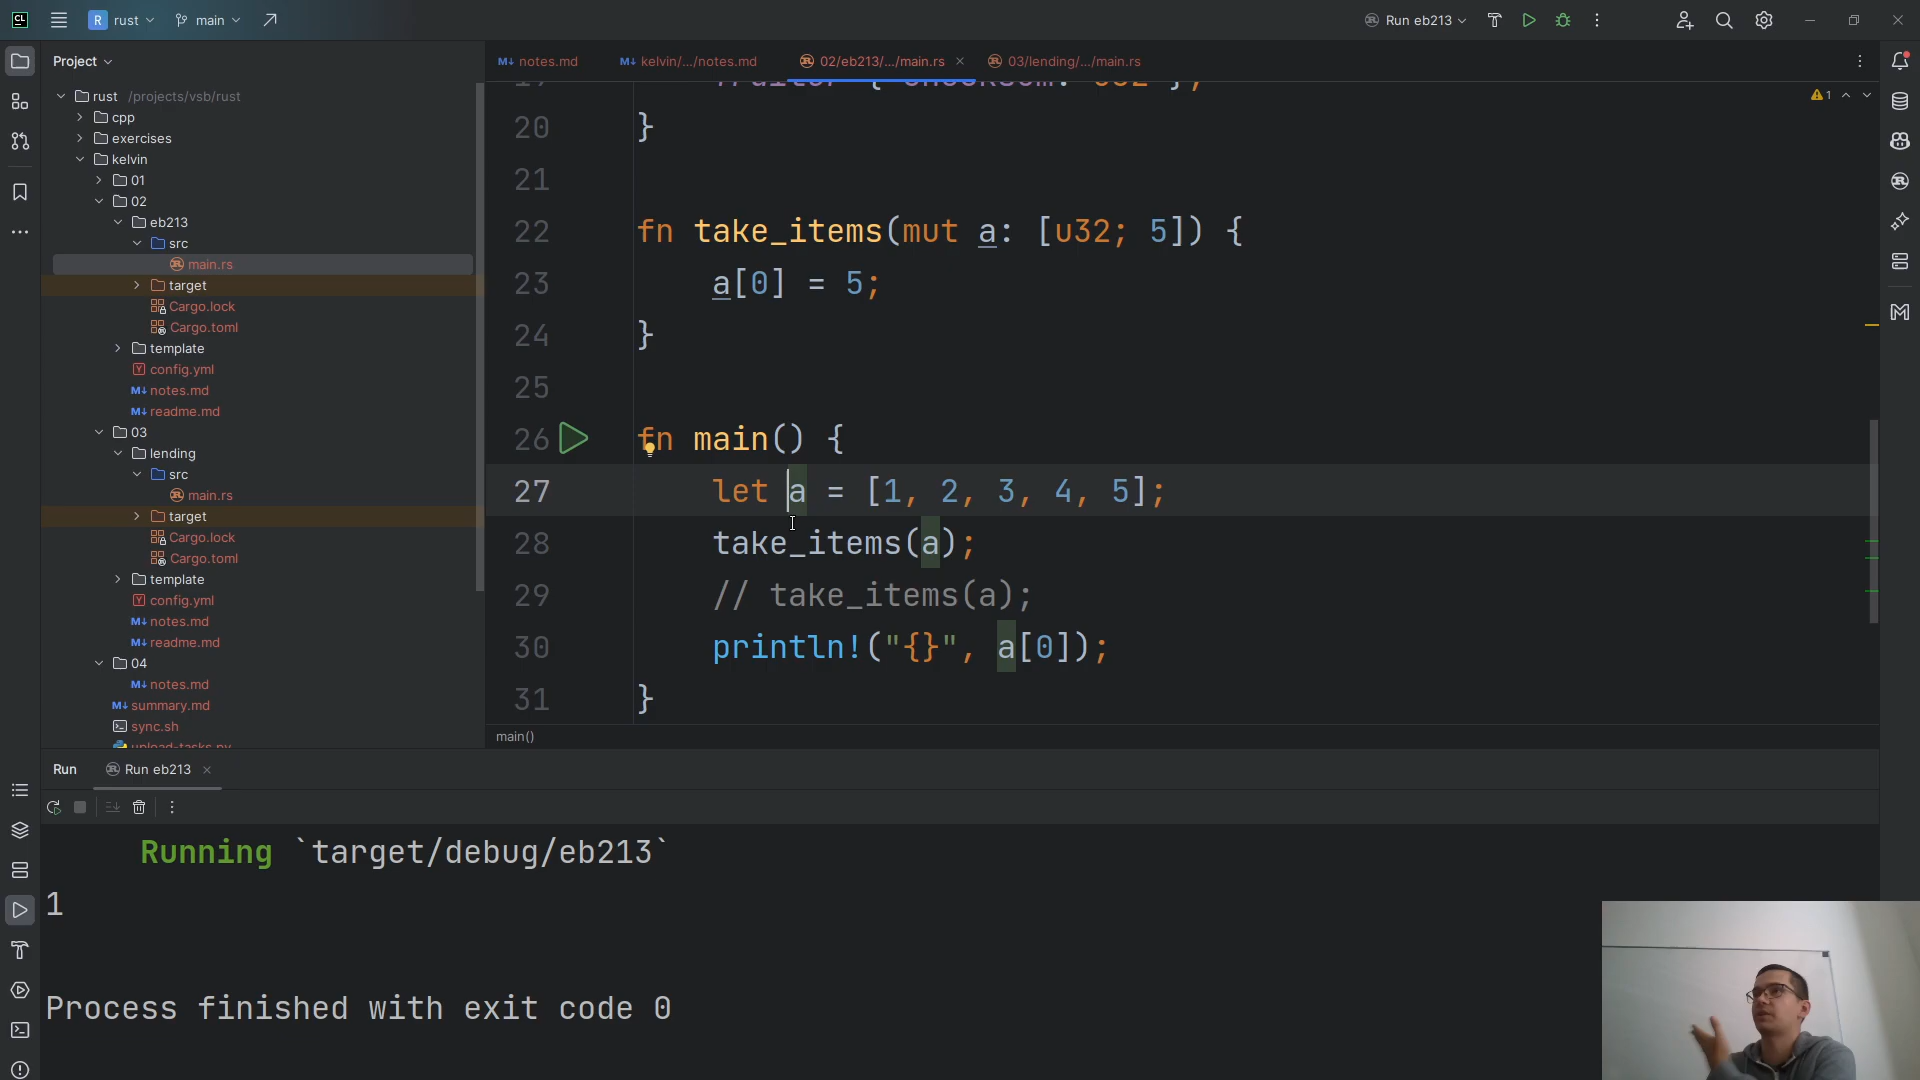 CL
R rust
main
Run eb213
Project
notes.md
kelvin/.../notes.md
02/eb213/.../main.rs
03/lending/.../main.rs
rust /projects/vsb/rust
cpp
exercises
kelvin
01
02
eb213
src
main.rs
target
Cargo.lock
Cargo.toml
template
config.yml
notes.md
readme.md
03
lending
src
main.rs
target
Cargo.lock
Cargo.toml
template
config.yml
notes.md
readme.md
04
notes.md
summary.md
sync.sh
upload-tasks.py
1
20 }
21
22 fn take_items(mut a: [u32; 5]) {
23 a[0] = 5;
24 }
25
26 fn main() {
27 let a = [1, 2, 3, 4, 5];
28 take_items(a);
29 // take_items(a);
30 println!("{}", a[0]);
31 }
main()
Run
Run eb213
Running `target/debug/eb213`
1
Process finished with exit code 0